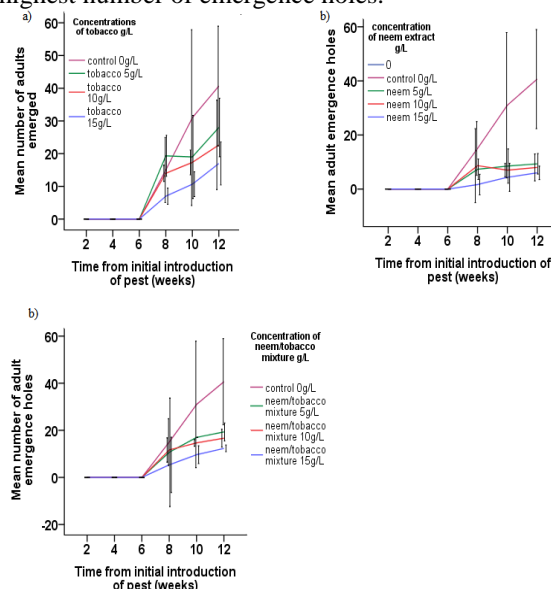 highest number of emergence holes.
a)
Concentrations
of tobacco g/L
control 0g/L
tobacco 5g/L
tobacco
10g/L
tobacco
15g/L
Mean number of adults
emerged
60
50
40
30
20
10
0
2 4 6 8 10 12
Time from initial introduction
of pest (weeks)
b)
concentration
of neem extract
g/L
0
control 0g/L
neem 5g/L
neem 10g/L
neem 15g/L
Mean adult emergence holes
60
40
20
0
2 4 6 8 10 12
Time from initial introduction of
pest (weeks)
b)
Concentration of
neem/tobacco
mixture g/L
control 0g/L
neem/tobacco
mixture 5g/L
neem/tobacco
mixture 10g/L
neem/tobacco
mixture 15g/L
Mean number of adult
emergence holes
60
40
20
0
-20
2 4 6 8 10 12
Time from initial introduction
of pest (weeks)